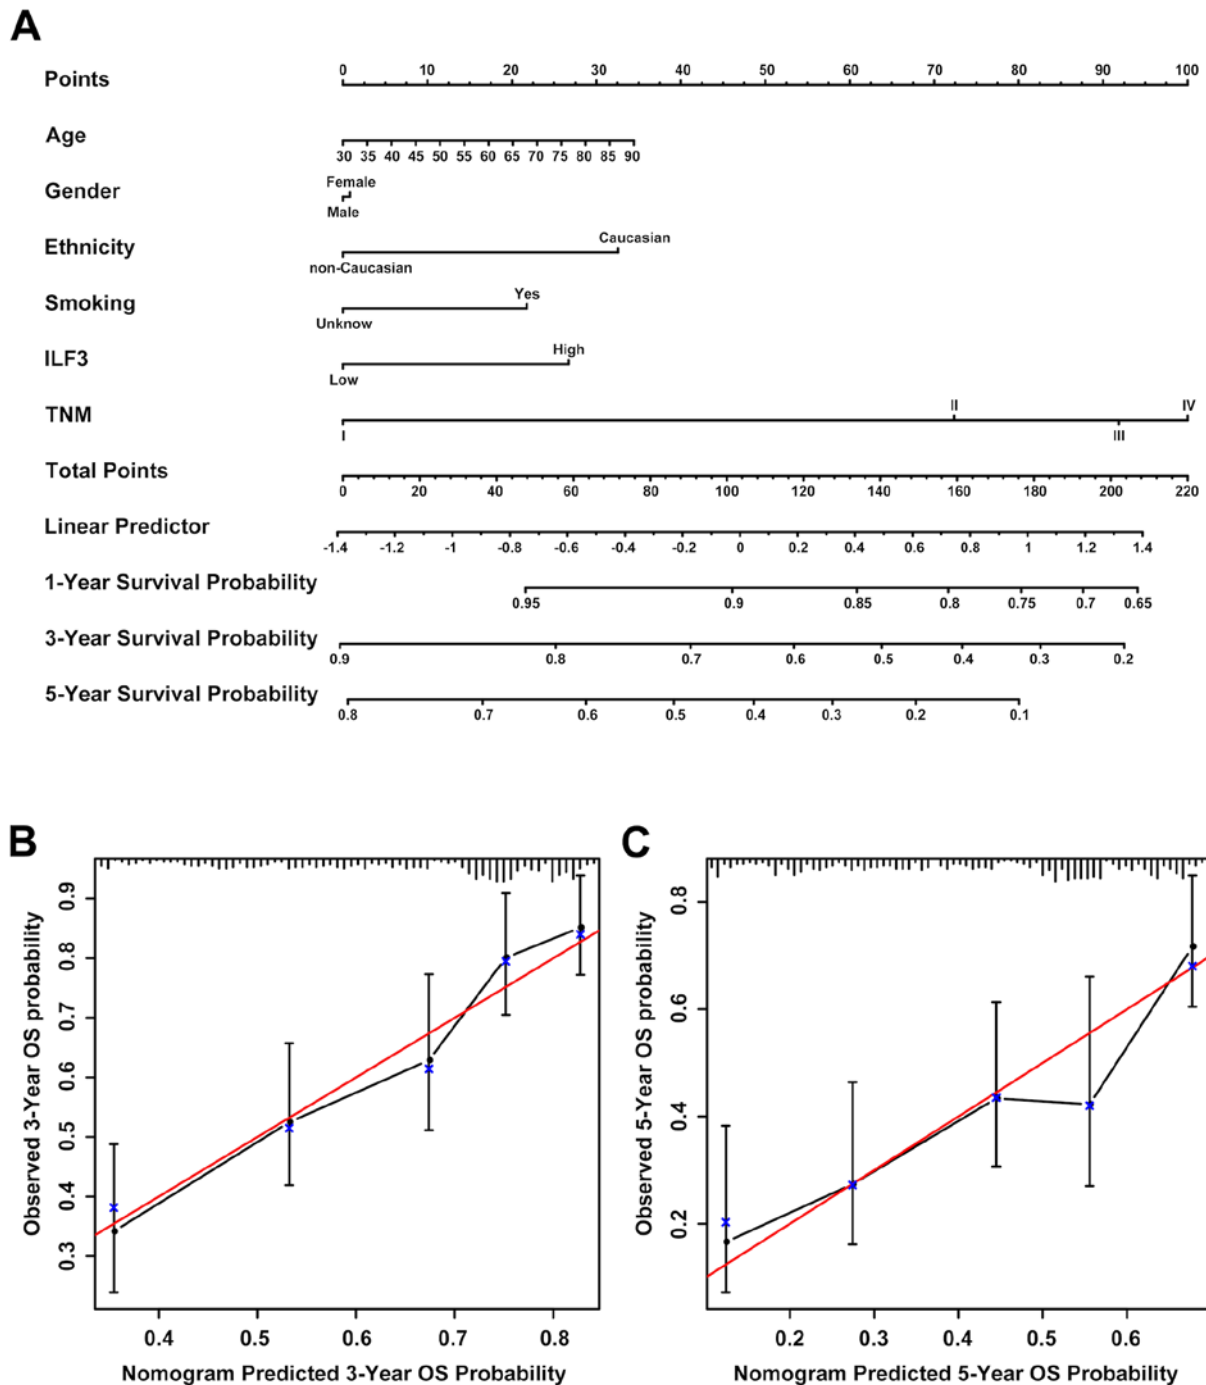 A
Points
0 10 20 30 40 50 60 70 80 90 100
Age
30 35 40 45 50 55 60 65 70 75 80 85 90
Gender
Female
Male
Ethnicity
Caucasian
non-Caucasian
Smoking
Yes
Unknow
ILF3
High
Low
TNM
II IV
I III
Total Points
0 20 40 60 80 100 120 140 160 180 200 220
Linear Predictor
-1.4 -1.2 -1 -0.8 -0.6 -0.4 -0.2 0 0.2 0.4 0.6 0.8 1 1.2 1.4
1-Year Survival Probability
0.95 0.9 0.85 0.8 0.75 0.7 0.65
3-Year Survival Probability
0.9 0.8 0.7 0.6 0.5 0.4 0.3 0.2
5-Year Survival Probability
0.8 0.7 0.6 0.5 0.4 0.3 0.2 0.1
B
Observed 3-Year OS probability
0.9
0.8
0.7
0.6
0.5
0.4
0.3
0.4 0.5 0.6 0.7 0.8
Nomogram Predicted 3-Year OS Probability
C
Observed 5-Year OS probability
0.8
0.6
0.4
0.2
0.2 0.3 0.4 0.5 0.6
Nomogram Predicted 5-Year OS Probability